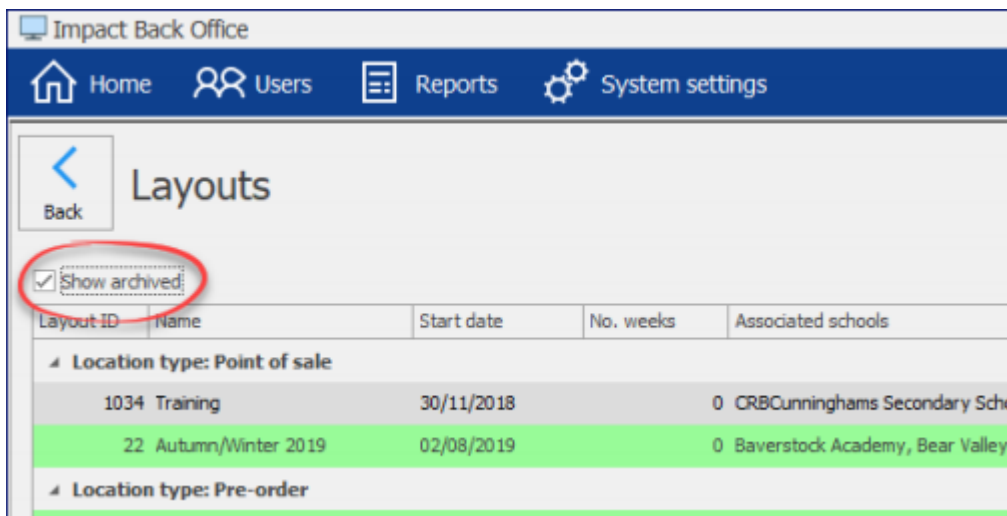 Impact Back Office
Home Users Reports System settings
Back
Layouts
Show archived
Layout ID Name Start date No. weeks Associated schools
Location type: Point of sale
1034 Training 30/11/2018 0 CRBCunninghams Secondary
22 Autumn/Winter 2019 02/08/2019 0 Baverstock Academy, Bear Valley
Location type: Pre-order